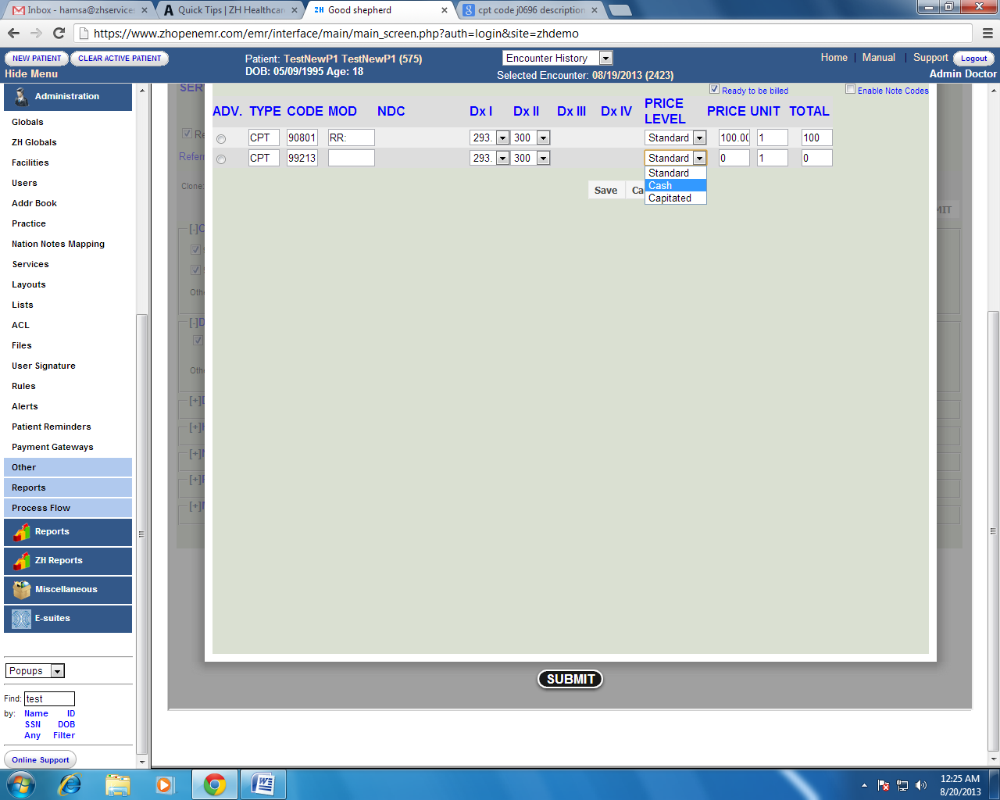 Inbox - hamsa@zhservices
Quick Tips | ZH Healthcar
ZH Good shepherd
cpt code j0696 description
https://www.zhopenemr.com/emr/interface/main/main_screen.php?auth=login&site=zhdemo
NEW PATIENT CLEAR ACTIVE PATIENT
Hide Menu
Patient: TestNewP1 TestNewP1 (575)
DOB: 05/09/1995 Age: 18
Encounter History
Selected Encounter: 08/19/2013 (2423)
Home | Manual | Support Logout
Admin Doctor
Administration
Globals
ZH Globals
Facilities
Users
Addr Book
Practice
Nation Notes Mapping
Services
Layouts
Lists
ACL
Files
User Signature
Rules
Alerts
Patient Reminders
Payment Gateways
Other
Reports
Process Flow
Reports
ZH Reports
Miscellaneous
E-suites
Popups
Find: test
by: Name ID
SSN DOB
Any Filter
Online Support
SER
Re
Referr
Clone:
[-]C
Othe
[-]D
Othe
[+]D
[+]H
[+]N
[+]F
[+]N
MIT
Ready to be billed
Enable Note Codes
ADV. TYPE CODE MOD NDC Dx I Dx II Dx III Dx IV PRICE LEVEL PRICE UNIT TOTAL
CPT 90801 RR: 293. 300 Standard 100.00 1 100
CPT 99213 293. 300 Standard 0 1 0
Standard
Cash
Capitated
Save Ca
SUBMIT
12:25 AM
8/20/2013